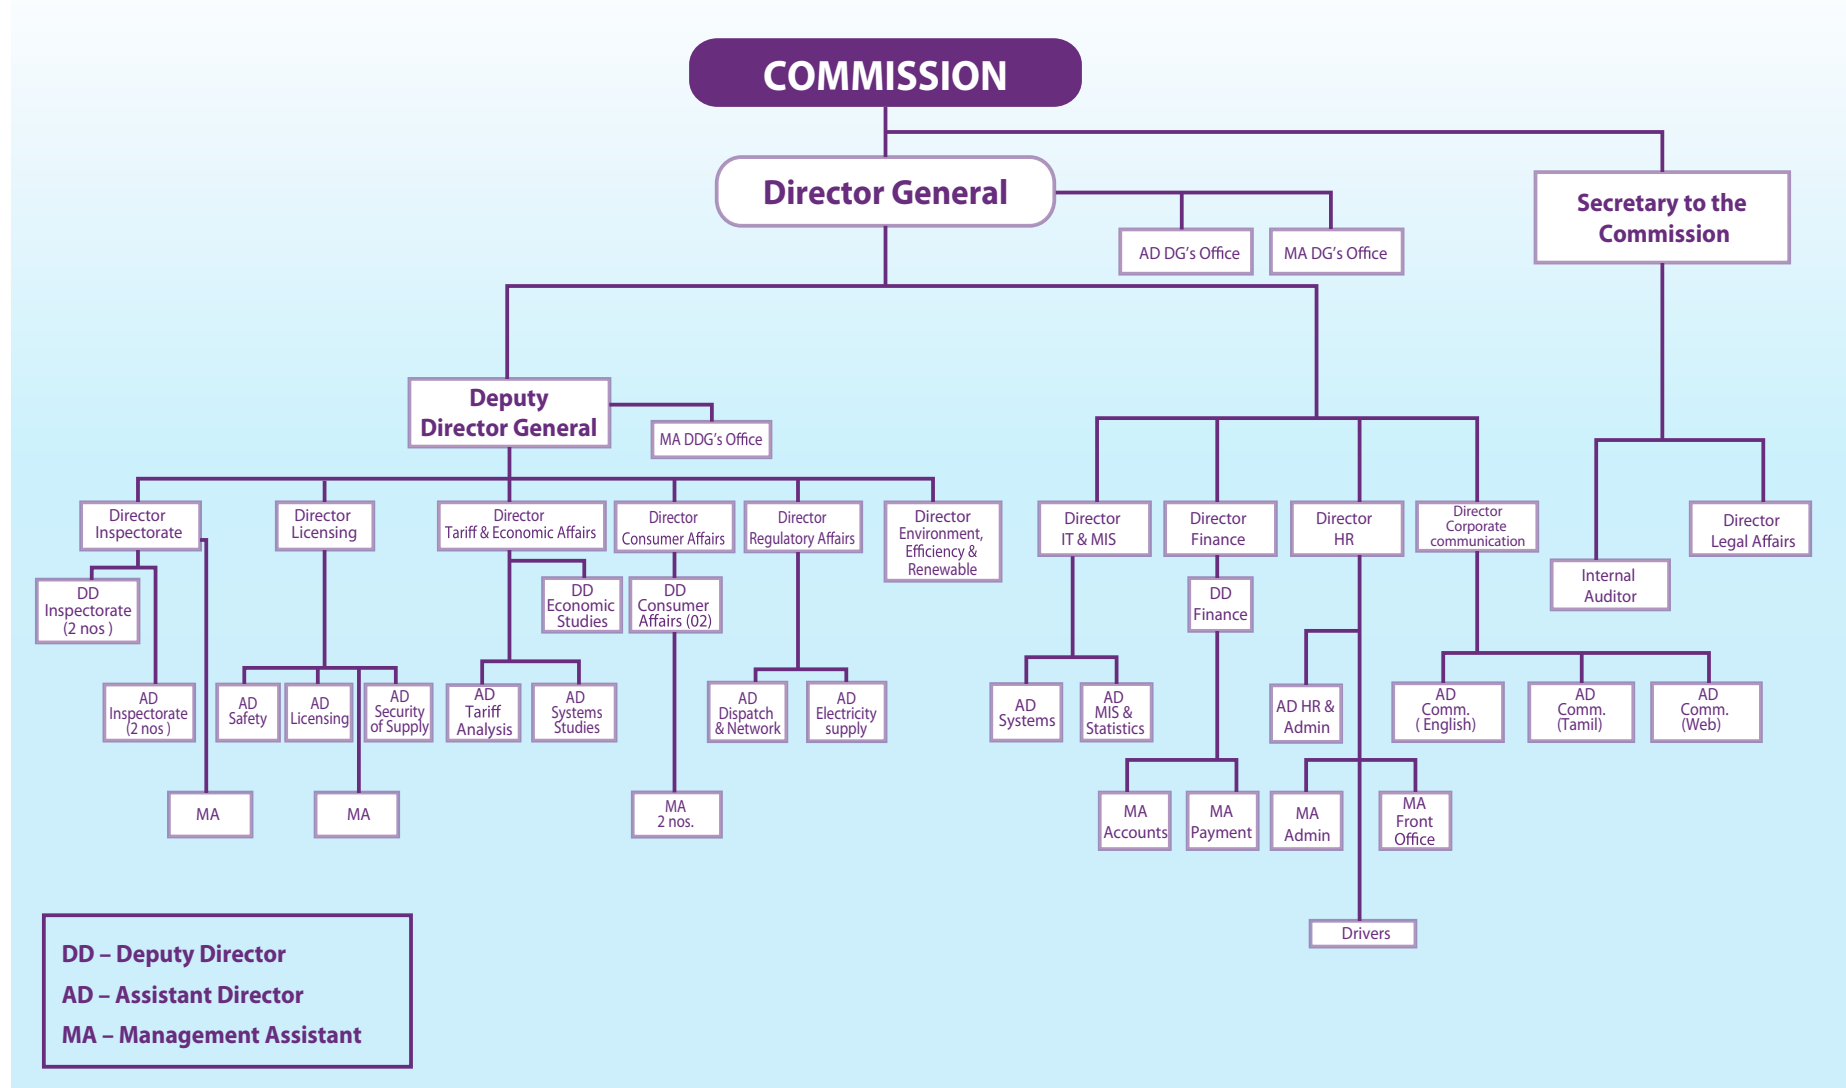 COMMISSION
Director General
Secretary to the
Commission
AD DG's Office
MA DG's Office
Deputy
Director General
MA DDG's Office
Director
Inspectorate
Director
Licensing
Director
Tariff & Economic Affairs
Director
Consumer Affairs
Director
Regulatory Affairs
Director
Environment,
Efficiency &
Renewable
Director
IT & MIS
Director
Finance
Director
HR
Director
Corporate
communication
Director
Legal Affairs
Internal
Auditor
DD
Inspectorate
(2 nos )
DD
Economic
Studies
DD
Consumer
Affairs (02)
DD
Finance
AD
Inspectorate
(2 nos )
AD
Safety
AD
Licensing
AD
Security
of Supply
AD
Tariff
Analysis
AD
Systems
Studies
AD
Dispatch
& Network
AD
Electricity
supply
AD
Systems
AD
MIS &
Statistics
AD HR &
Admin
AD
Comm.
( English)
AD
Comm.
(Tamil)
AD
Comm.
(Web)
MA
MA
MA
2 nos.
MA
Accounts
MA
Payment
MA
Admin
MA
Front
Office
Drivers
DD – Deputy Director
AD – Assistant Director
MA – Management Assistant